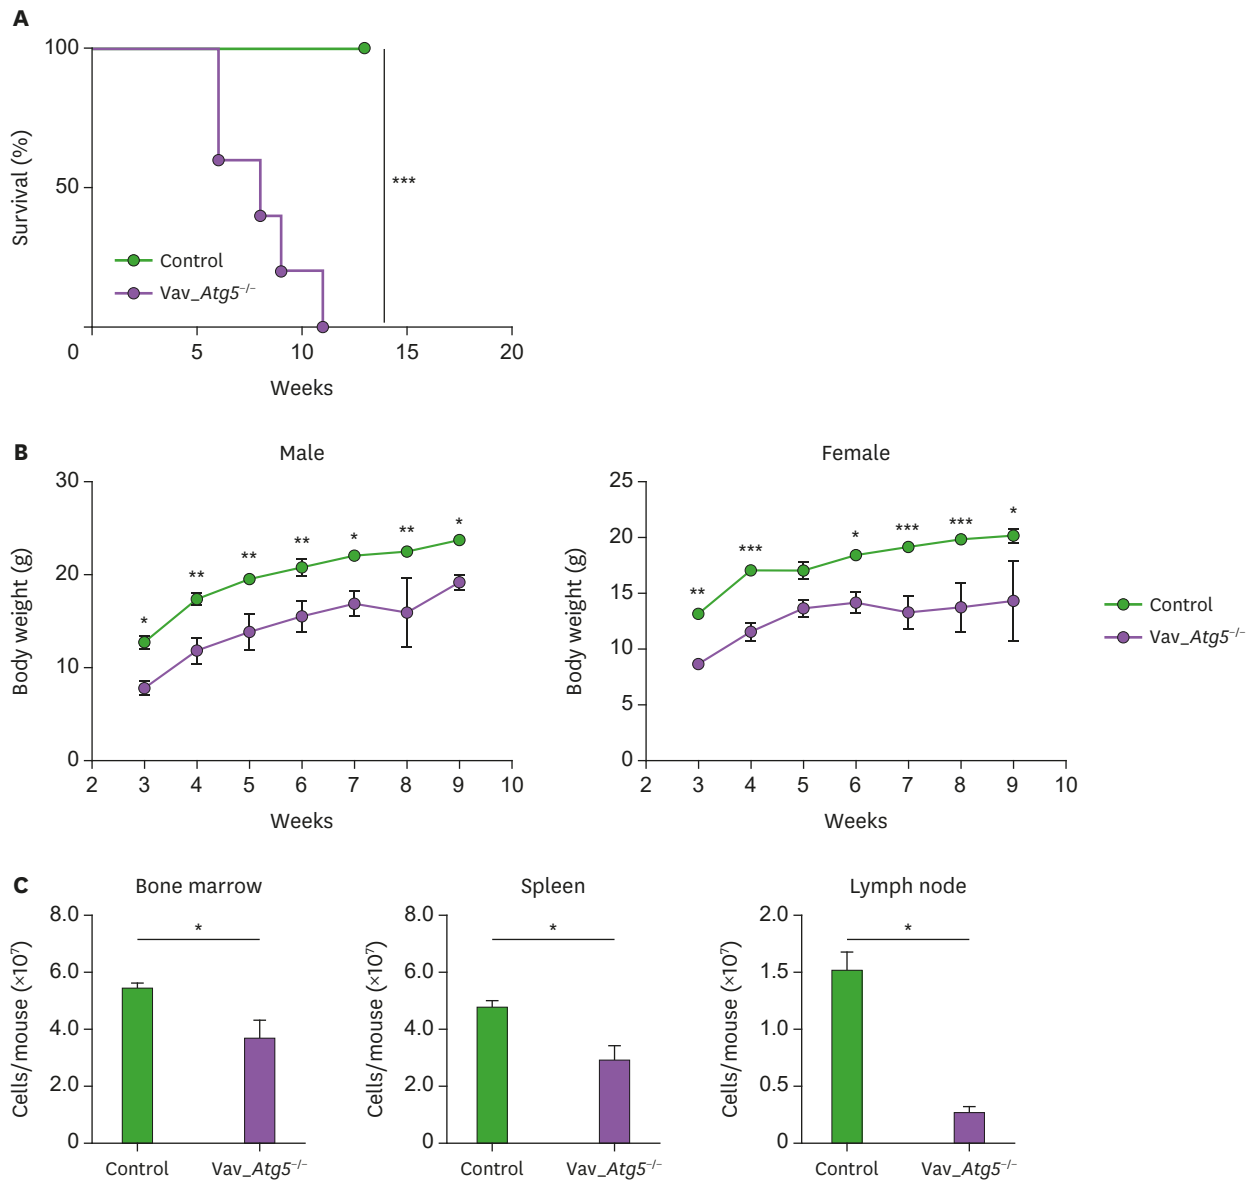 A
100
50
0
5
10
15
20
Survival (%)
Weeks
***
Control
Vav_Atg5⁻/⁻
B
Male
30
20
10
0
2 3 4 5 6 7 8 9 10
Body weight (g)
Weeks
* ** ** ** * ** *
Female
25
20
15
10
5
0
2 3 4 5 6 7 8 9 10
Body weight (g)
Weeks
** *** * *** *** *
Control
Vav_Atg5⁻/⁻
C
Bone marrow
8.0
6.0
4.0
2.0
0
Cells/mouse (×10⁷)
*
Control Vav_Atg5⁻/⁻
Spleen
8.0
6.0
4.0
2.0
0
Cells/mouse (×10⁷)
*
Control Vav_Atg5⁻/⁻
Lymph node
2.0
1.5
1.0
0.5
0
Cells/mouse (×10⁷)
*
Control Vav_Atg5⁻/⁻